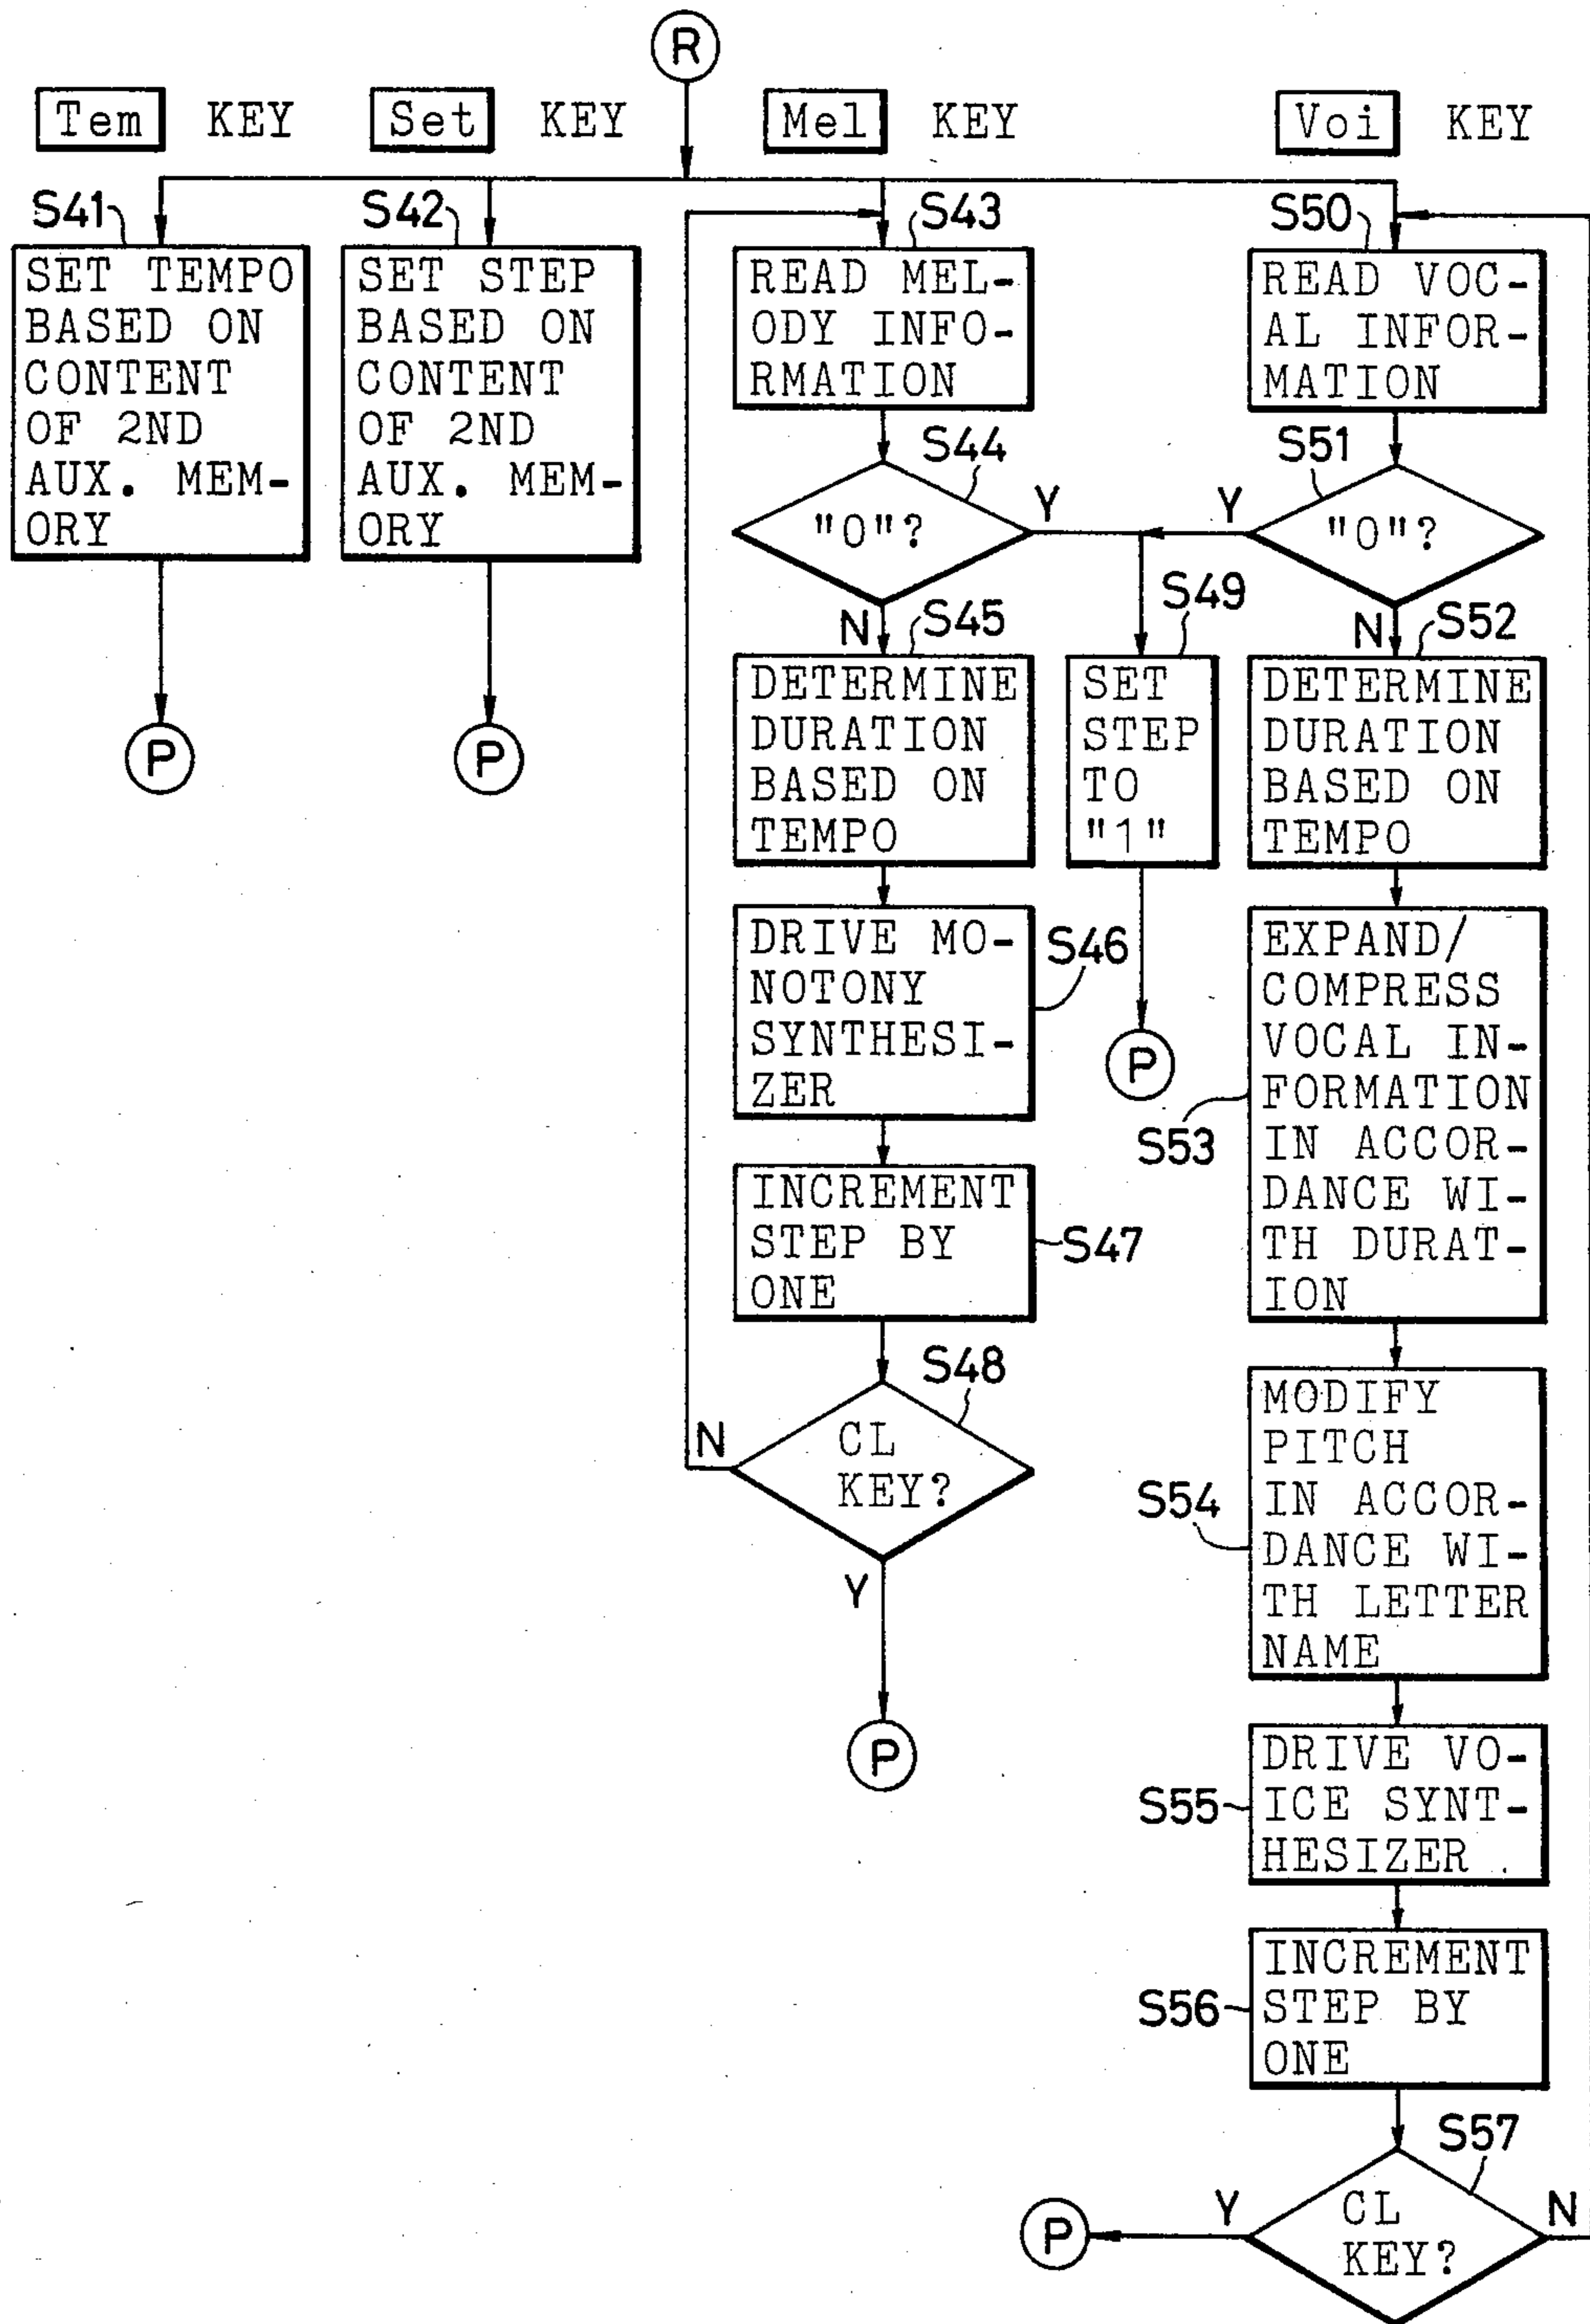 R
Tem KEY
Set KEY
Mel KEY
Voi KEY
S41
SET TEMPO
BASED ON
CONTENT
OF 2ND
AUX. MEM-
ORY
P
S42
SET STEP
BASED ON
CONTENT
OF 2ND
AUX. MEM-
ORY
P
S43
READ MEL-
ODY INFO-
RMATION
S44
"0"?
Y
N
S45
DETERMINE
DURATION
BASED ON
TEMPO
S46
DRIVE MO-
NOTONY
SYNTHESI-
ZER
S47
INCREMENT
STEP BY
ONE
S48
CL
KEY?
N
Y
P
S49
SET
STEP
TO
"1"
P
S50
READ VOC-
AL INFOR-
MATION
S51
"0"?
Y
N
S52
DETERMINE
DURATION
BASED ON
TEMPO
S53
EXPAND/
COMPRESS
VOCAL IN-
FORMATION
IN ACCOR-
DANCE WI-
TH DURAT-
ION
S54
MODIFY
PITCH
IN ACCOR-
DANCE WI-
TH LETTER
NAME
S55
DRIVE VO-
ICE SYNT-
HESIZER
S56
INCREMENT
STEP BY
ONE
S57
CL
KEY?
Y
N
P